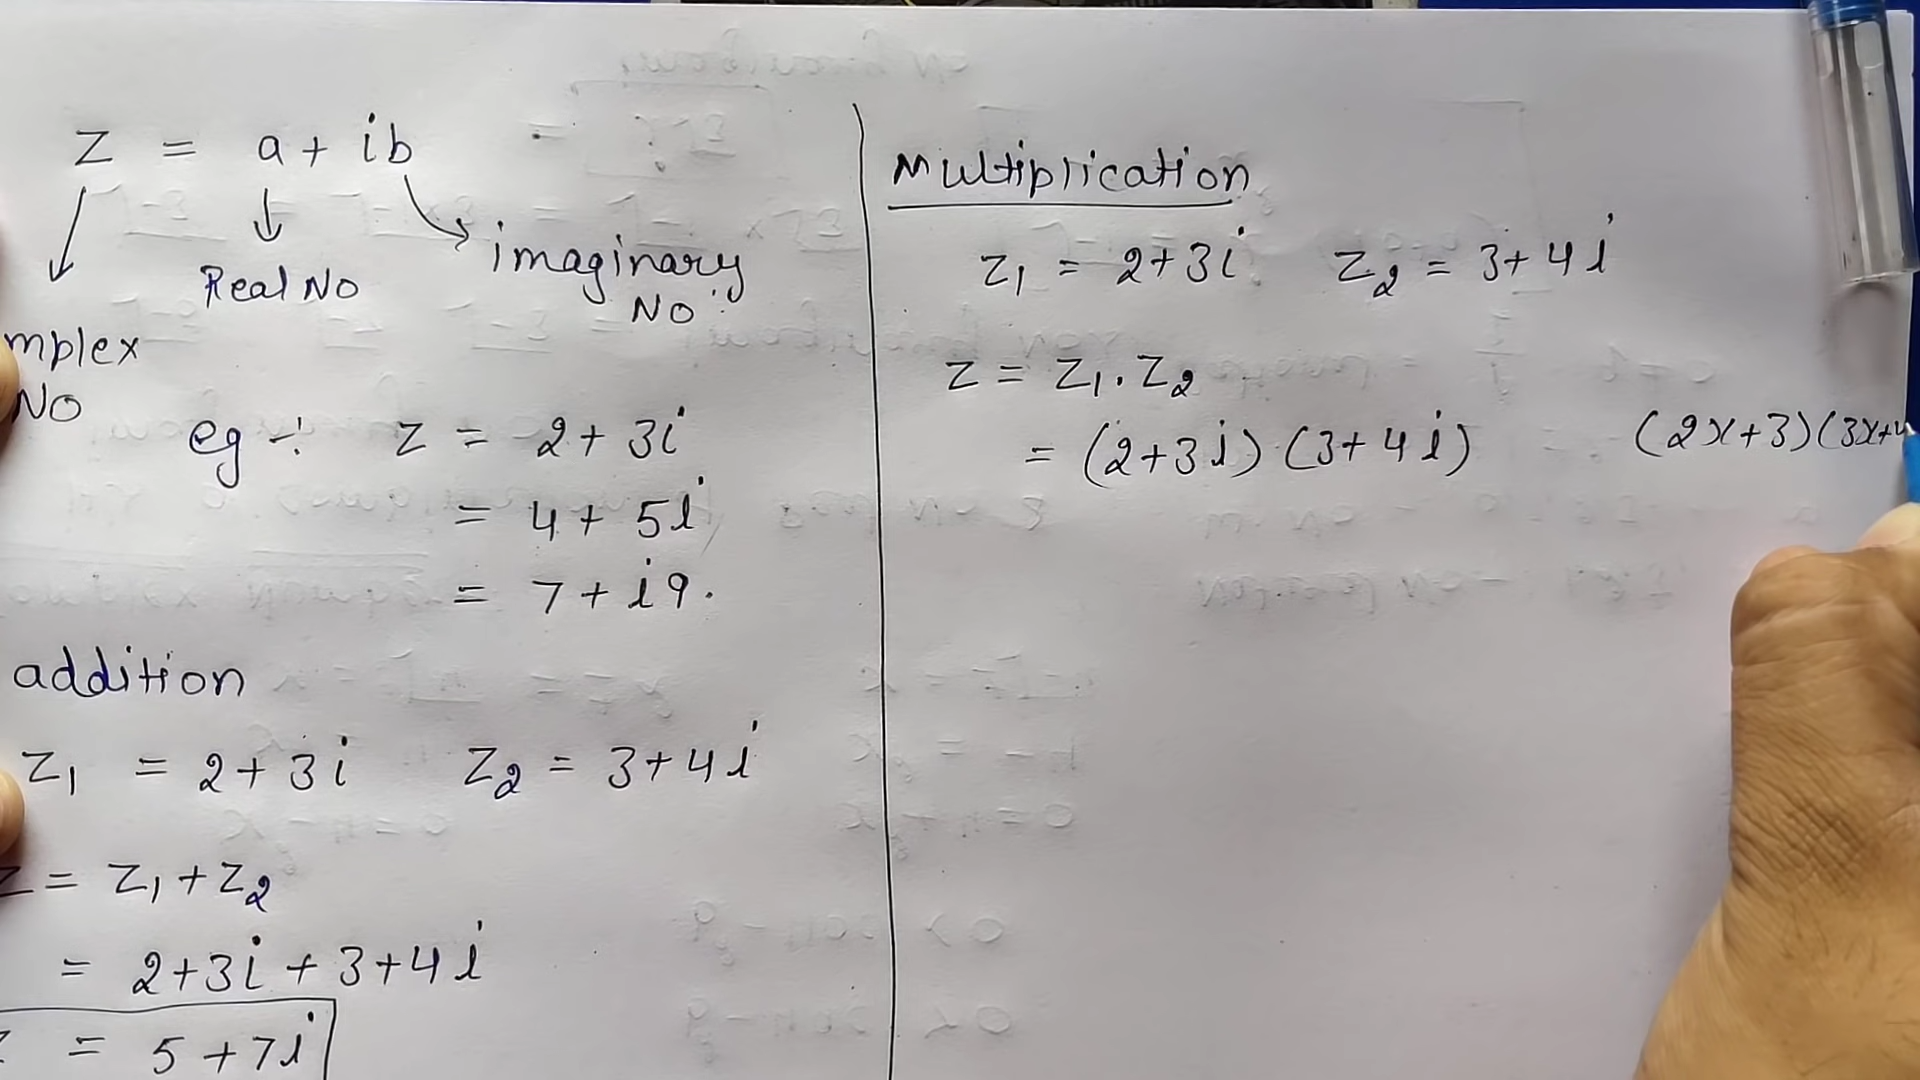 z = a + ib
Real No
imaginary
No
mplex
No
eg ÷ z = 2 + 3i
= 4 + 5i
= 7 + i9.
addition
z₁ = 2 + 3i z₂ = 3 + 4i
z = z₁ + z₂
= 2 + 3i + 3 + 4i
z = 5 + 7i
Multiplication
z₁ = 2 + 3i z₂ = 3 + 4i
z = z₁ . z₂
= (2 + 3i) (3 + 4i) (2x + 3) (3x + 4